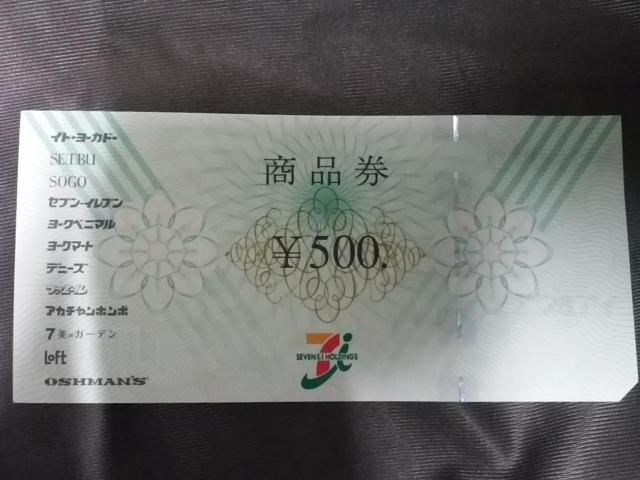 イトーヨーカドー
SEIBU
SOGO
セブン-イレブン
ヨークベニマル
ヨークマート
デニーズ
アカチャンホンポ
7美のガーデン
Loft
OSHMAN'S
商品券
¥500.
SEVEN&i HOLDINGS